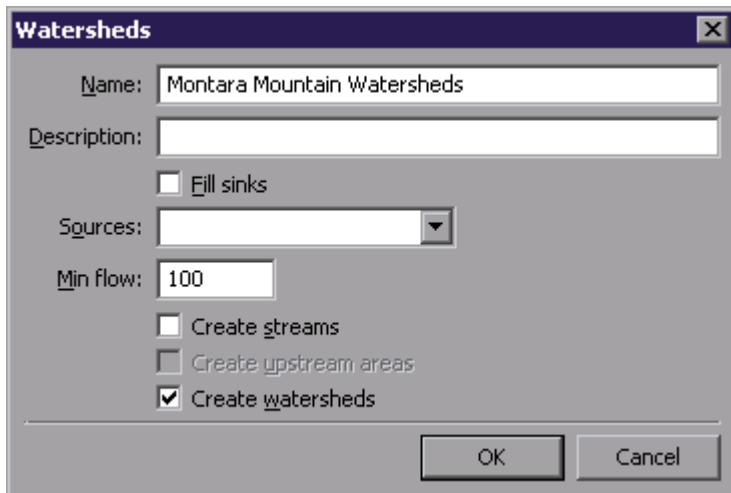 Watersheds
Name: Montara Mountain Watersheds
Description:
Fill sinks
Sources:
Min flow: 100
Create streams
Create upstream areas
Create watersheds
OK Cancel